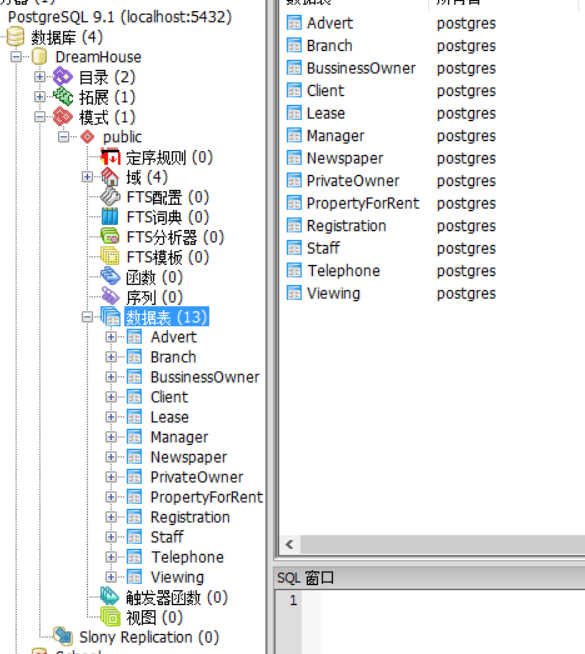 PostgreSQL 9.1 (localhost:5432)
数据库 (4)
DreamHouse
目录 (2)
拓展 (1)
模式 (1)
public
定序规则 (0)
域 (4)
FTS配置 (0)
FTS词典 (0)
FTS分析器 (0)
FTS模板 (0)
函数 (0)
序列 (0)
数据表 (13)
Advert
Branch
BussinessOwner
Client
Lease
Manager
Newspaper
PrivateOwner
PropertyForRent
Registration
Staff
Telephone
Viewing
触发器函数 (0)
视图 (0)
Slony Replication (0)
Advert postgres
Branch postgres
BussinessOwner postgres
Client postgres
Lease postgres
Manager postgres
Newspaper postgres
PrivateOwner postgres
PropertyForRent postgres
Registration postgres
Staff postgres
Telephone postgres
Viewing postgres
SQL 窗口
1